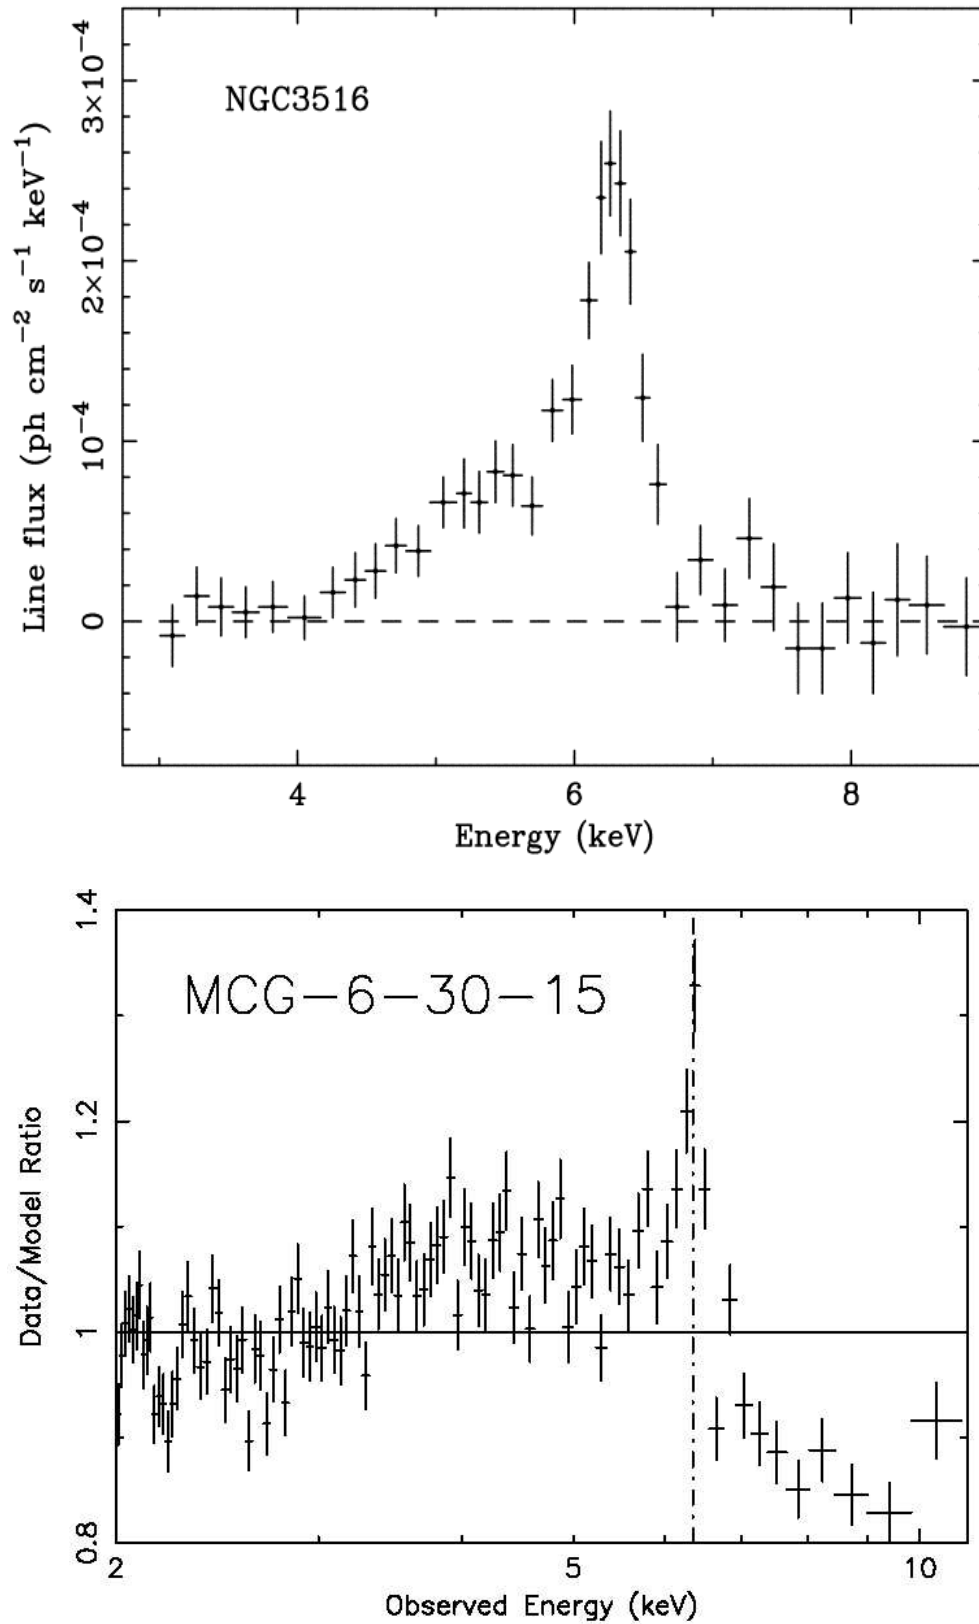 3×10⁻⁴
NGC3516
2×10⁻⁴
10⁻⁴
0
Line flux (ph cm⁻² s⁻¹ keV⁻¹)
4 6 8
Energy (keV)
1.4
MCG−6−30−15
1.2
1
0.8
Data/Model Ratio
2 5 10
Observed Energy (keV)